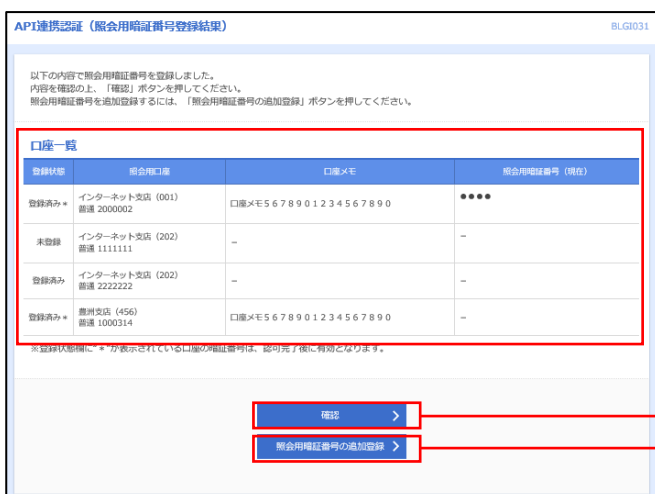 API連携認証（照会用暗証番号登録結果）
BLGI031
以下の内容で照会用暗証番号を登録しました。
内容を確認の上、「確認」ボタンを押してください。
照会用暗証番号を追加登録するには、「照会用暗証番号の追加登録」ボタンを押してください。
口座一覧
登録状態 照会用口座 口座メモ 照会用暗証番号（現在）
登録済み＊ インターネット支店（001） 口座メモ５６７８９０１２３４５６７８９０ ●●●●
普通 2000002
未登録 インターネット支店（202） － －
普通 1111111
登録済み インターネット支店（202） － －
普通 2222222
登録済み＊ 豊洲支店（456） 口座メモ５６７８９０１２３４５６７８９０ －
普通 1000314
※登録状態欄に"＊"が表示されている口座の暗証番号は、認可完了後に有効となります。
確認
照会用暗証番号の追加登録